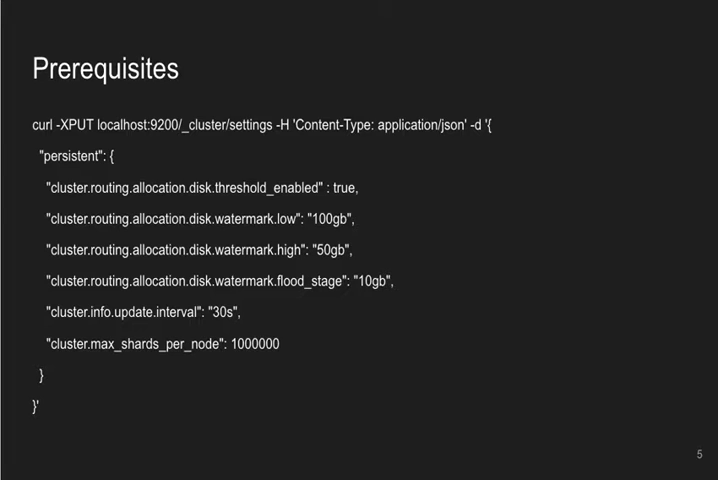 Prerequisites
curl -XPUT localhost:9200/_cluster/settings -H 'Content-Type: application/json' -d '{
"persistent": {
"cluster.routing.allocation.disk.threshold_enabled" : true,
"cluster.routing.allocation.disk.watermark.low": "100gb",
"cluster.routing.allocation.disk.watermark.high": "50gb",
"cluster.routing.allocation.disk.watermark.flood_stage": "10gb",
"cluster.info.update.interval": "30s",
"cluster.max_shards_per_node": 1000000
}
}'
5